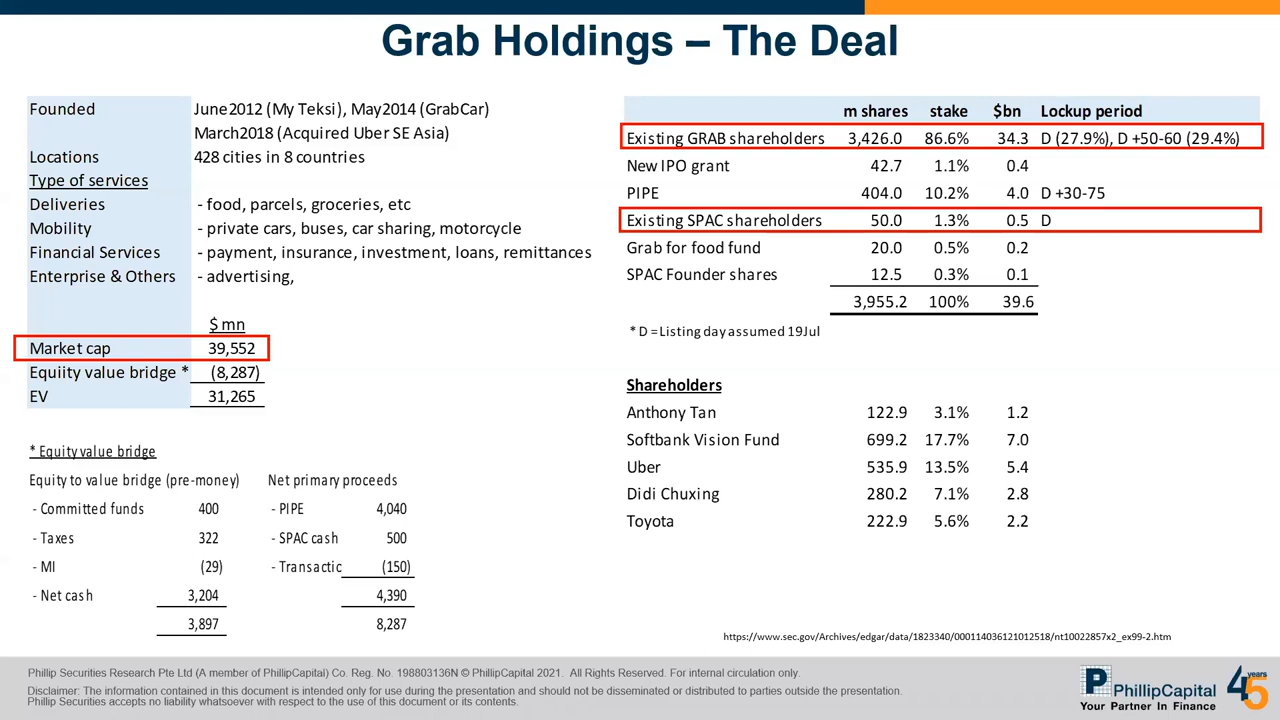 Grab Holdings – The Deal
Founded June2012 (My Teksi), May2014 (GrabCar)
March2018 (Acquired Uber SE Asia)
Locations 428 cities in 8 countries
Type of services
Deliveries - food, parcels, groceries, etc
Mobility - private cars, buses, car sharing, motorcycle
Financial Services - payment, insurance, investment, loans, remittances
Enterprise & Others - advertising,
$ mn
Market cap 39,552
Equiity value bridge * (8,287)
EV 31,265
* Equity value bridge
Equity to value bridge (pre-money) Net primary proceeds
- Committed funds 400 - PIPE 4,040
- Taxes 322 - SPAC cash 500
- MI (29) - Transactic (150)
- Net cash 3,204 4,390
3,897 8,287
m shares stake $bn Lockup period
Existing GRAB shareholders 3,426.0 86.6% 34.3 D (27.9%), D +50-60 (29.4%)
New IPO grant 42.7 1.1% 0.4
PIPE 404.0 10.2% 4.0 D +30-75
Existing SPAC shareholders 50.0 1.3% 0.5 D
Grab for food fund 20.0 0.5% 0.2
SPAC Founder shares 12.5 0.3% 0.1
3,955.2 100% 39.6
* D = Listing day assumed 19Jul
Shareholders
Anthony Tan 122.9 3.1% 1.2
Softbank Vision Fund 699.2 17.7% 7.0
Uber 535.9 13.5% 5.4
Didi Chuxing 280.2 7.1% 2.8
Toyota 222.9 5.6% 2.2
https://www.sec.gov/Archives/edgar/data/1823340/000114036121012518/nt10022857x2_ex99-2.htm
Phillip Securities Research Pte Ltd (A member of PhillipCapital) Co. Reg. No. 198803136N © PhillipCapital 2021. All Rights Reserved. For internal circulation only.
Disclaimer: The information contained in this document is intended only for use during the presentation and should not be disseminated or distributed to parties outside the presentation.
Phillip Securities accepts no liability whatsoever with respect to the use of this document or its contents.
PhillipCapital
Your Partner In Finance
45 years